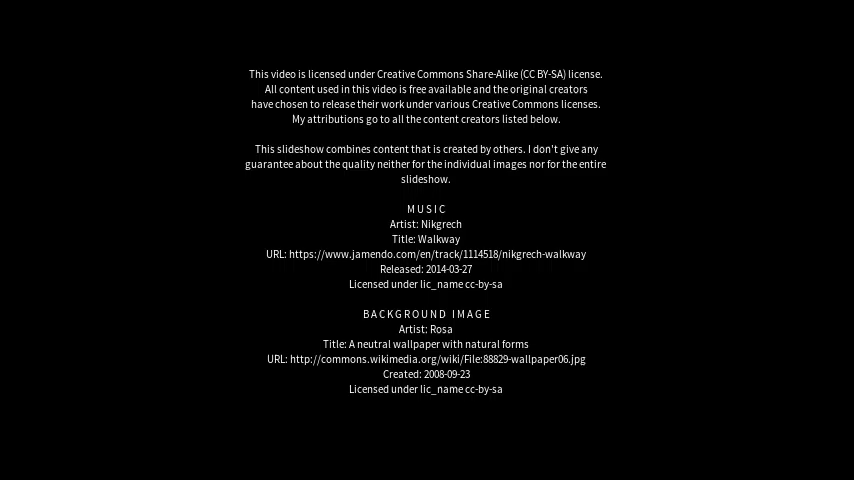 This video is licensed under Creative Commons Share-Alike (CC BY-SA) license.
All content used in this video is free available and the original creators
have chosen to release their work under various Creative Commons licenses.
My attributions go to all the content creators listed below.
This slideshow combines content that is created by others. I don't give any
guarantee about the quality neither for the individual images nor for the entire
slideshow.
MUSIC
Artist: Nikgrech
Title: Walkway
URL: https://www.jamendo.com/en/track/1114518/nikgrech-walkway
Released: 2014-03-27
Licensed under lic_name cc-by-sa
BACKGROUND IMAGE
Artist: Rosa
Title: A neutral wallpaper with natural forms
URL: http://commons.wikimedia.org/wiki/File:88829-wallpaper06.jpg
Created: 2008-09-23
Licensed under lic_name cc-by-sa